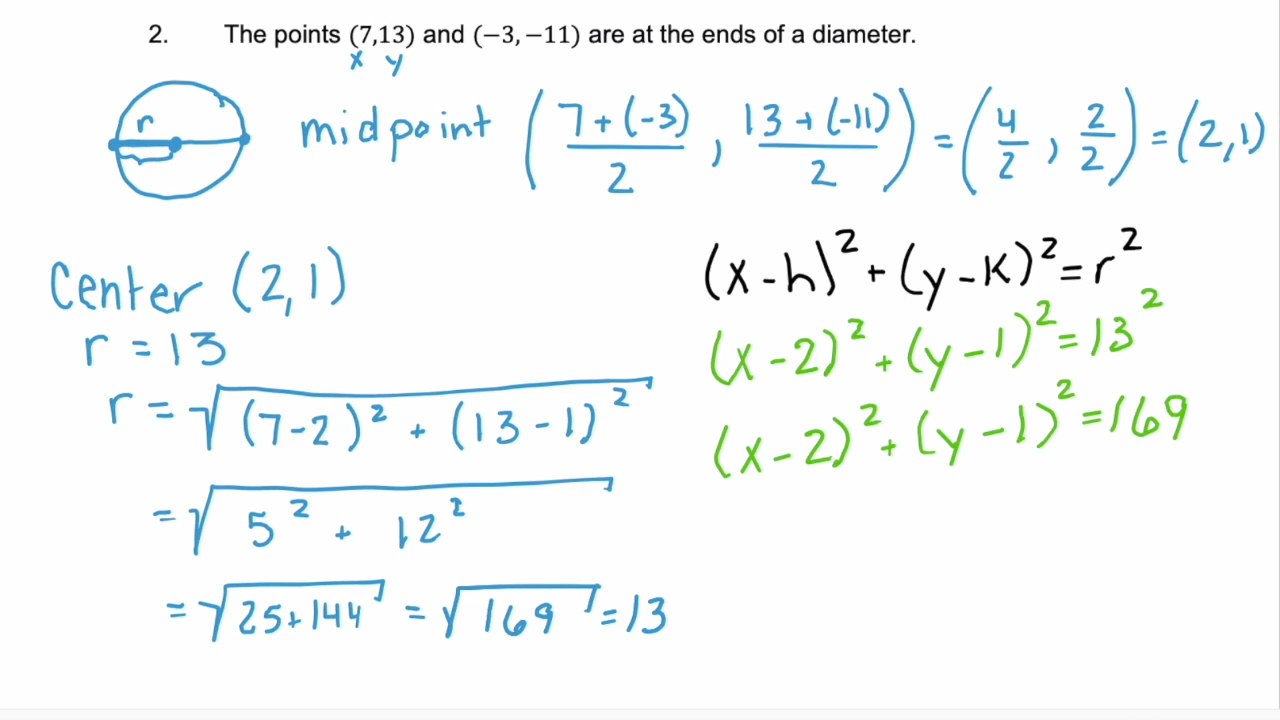 2. The points (7,13) and (−3, −11) are at the ends of a diameter.
x y
r
midpoint ( (7+(-3))/2 , (13+(-11))/2 ) = ( 4/2 , 2/2 ) = (2,1)
Center (2,1)
r = 13
r = √((7-2)² + (13-1)²)
= √(5² + 12²)
= √(25+144) = √(169) = 13
(x-h)² + (y-k)² = r²
(x-2)² + (y-1)² = 13²
(x-2)² + (y-1)² = 169